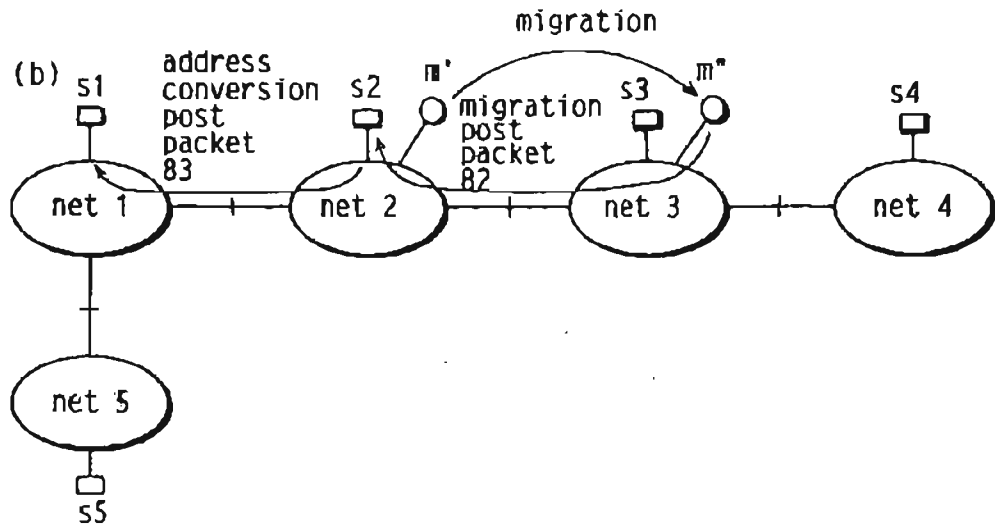 migration
(b)
s1
address
conversion
post
packet
83
s2
m'
migration
post
packet
82
s3
m"
s4
net 1
net 2
net 3
net 4
net 5
s5